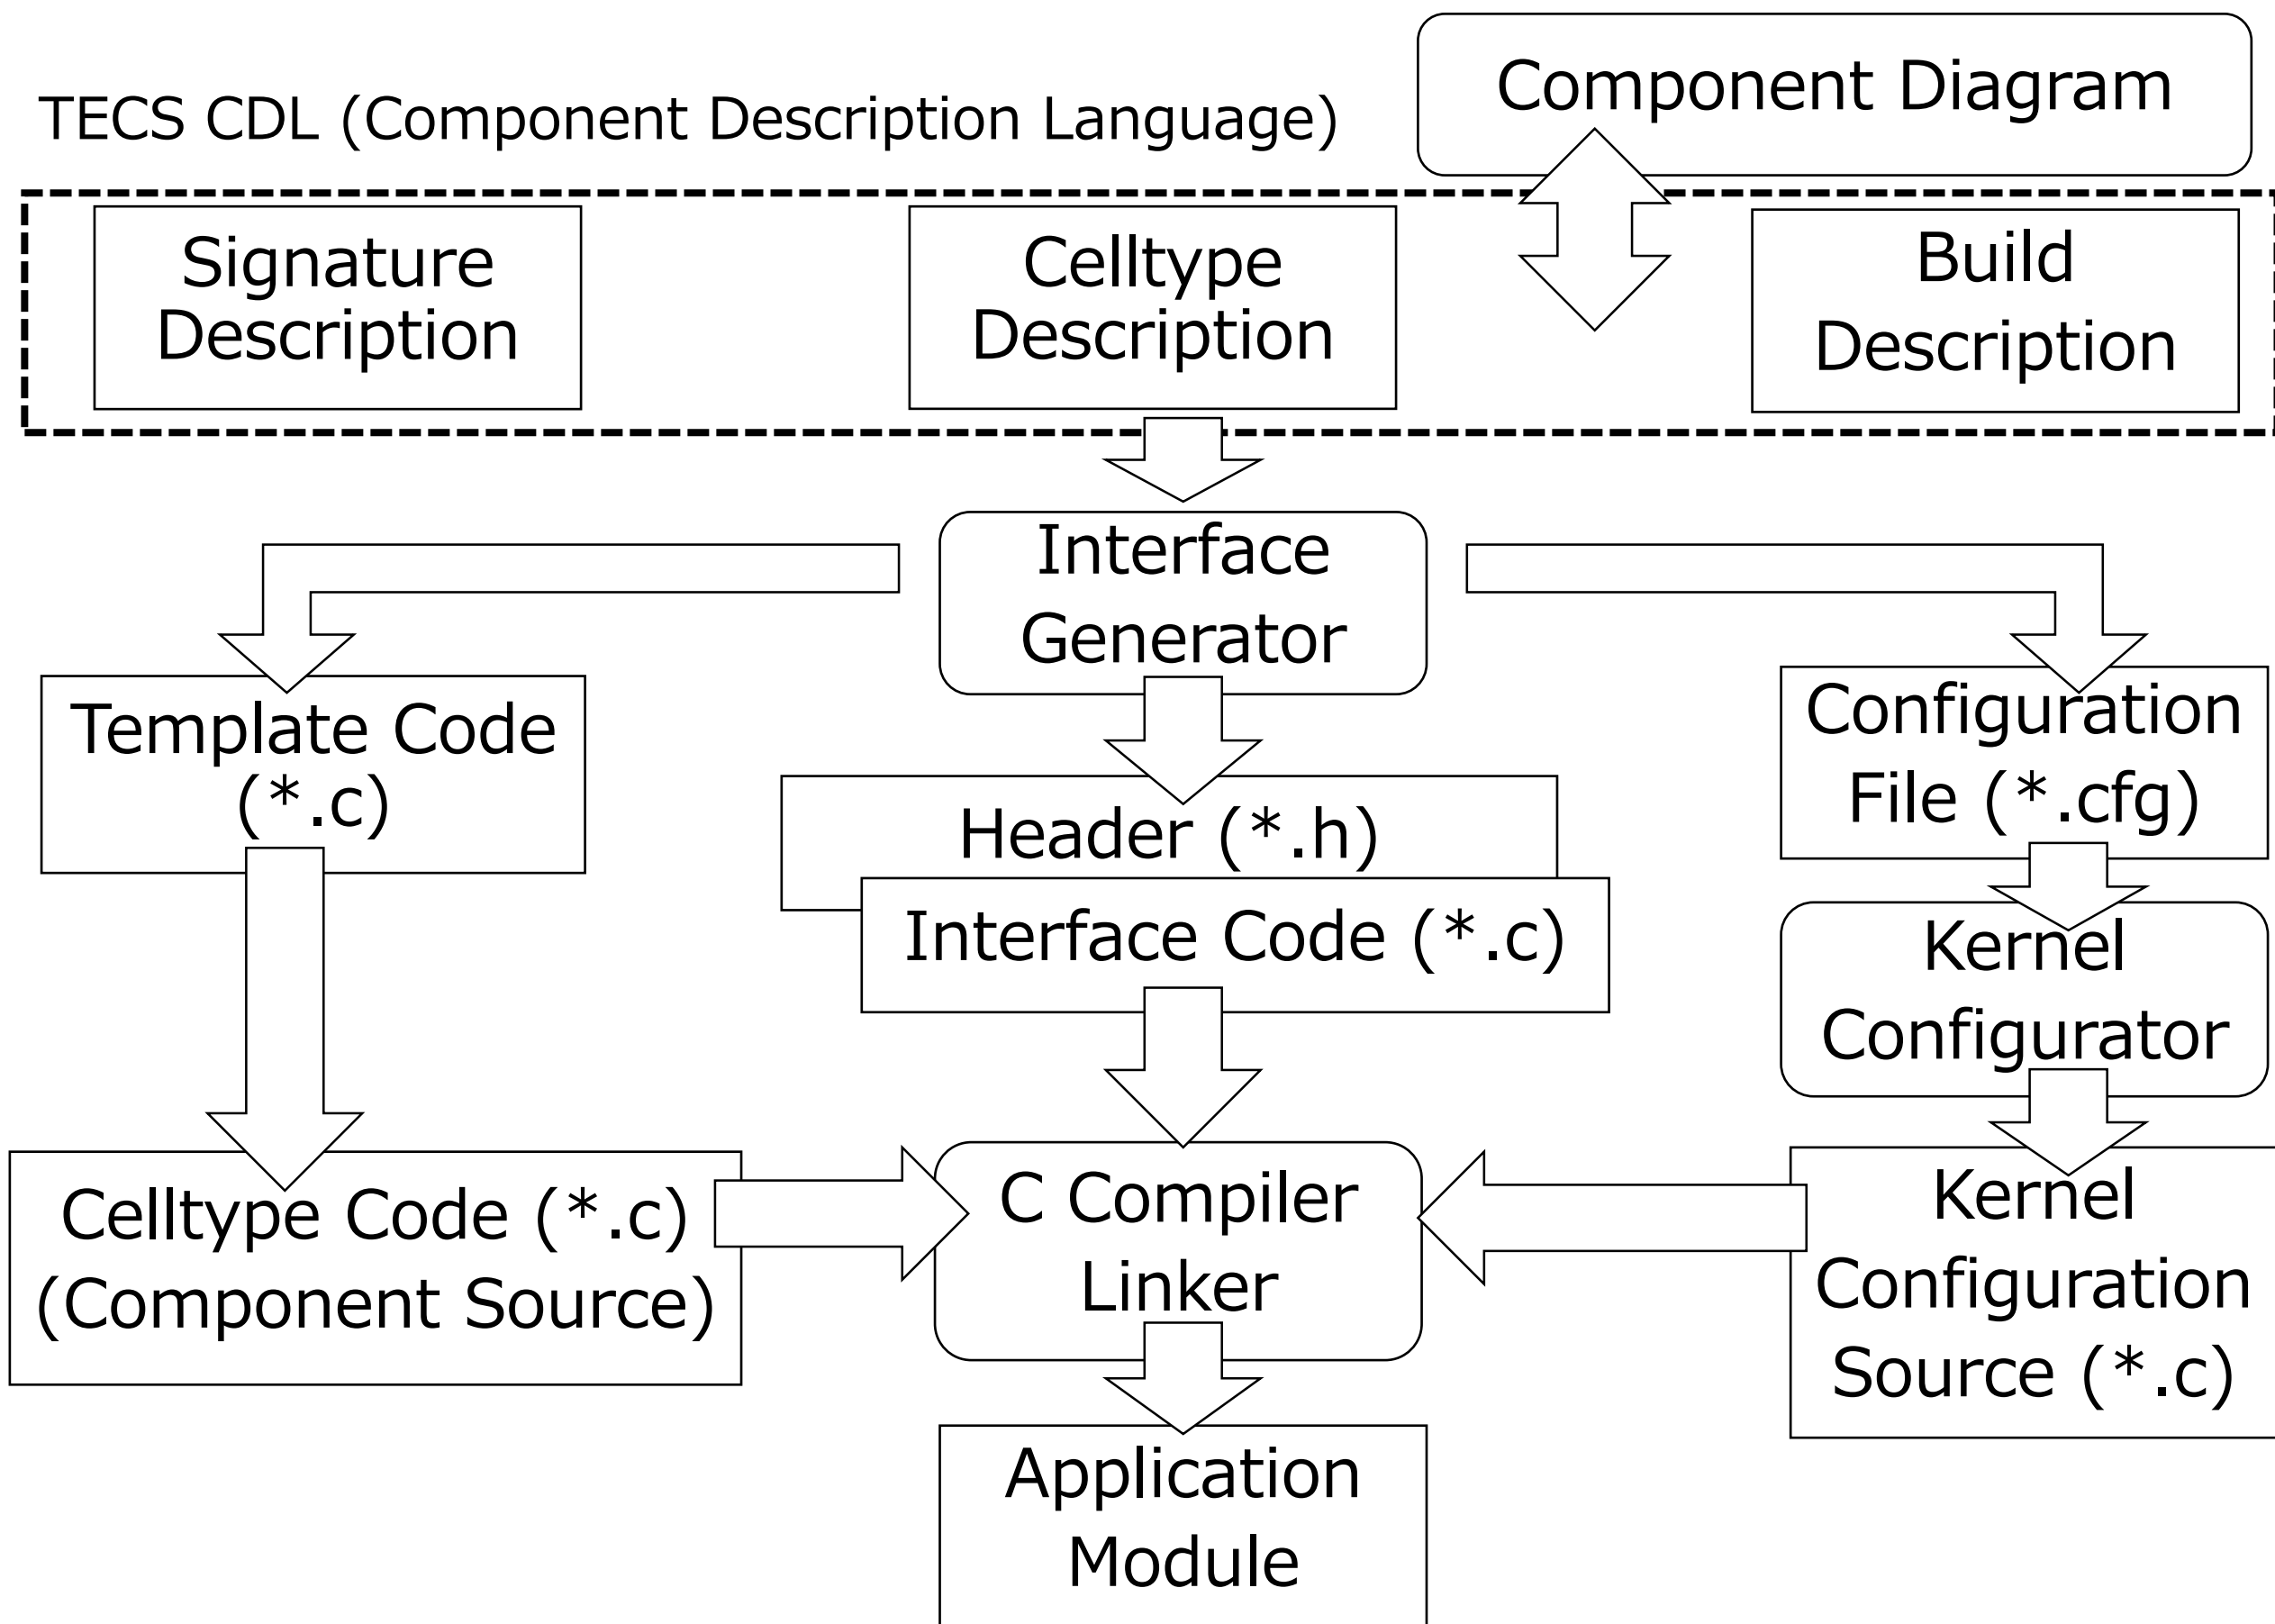 Component Diagram
TECS CDL (Component Description Language)
Signature
Description
Celltype
Description
Build
Description
Interface
Generator
Template Code
(*.c)
Header (*.h)
Interface Code (*.c)
Configuration
File (*.cfg)
Kernel
Configurator
Celltype Code (*.c)
(Component Source)
C Compiler
Linker
Kernel
Configuration
Source (*.c)
Application
Module